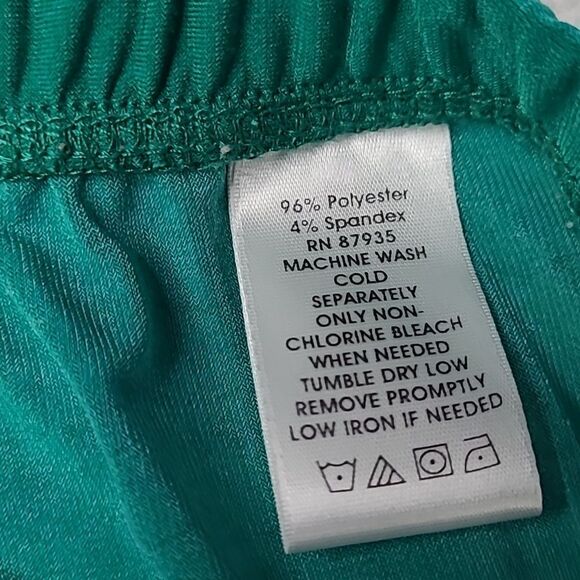 96% Polyester
4% Spandex
RN 87935
MACHINE WASH
COLD
SEPARATELY
ONLY NON-
CHLORINE BLEACH
WHEN NEEDED
TUMBLE DRY LOW
REMOVE PROMPTLY
LOW IRON IF NEEDED